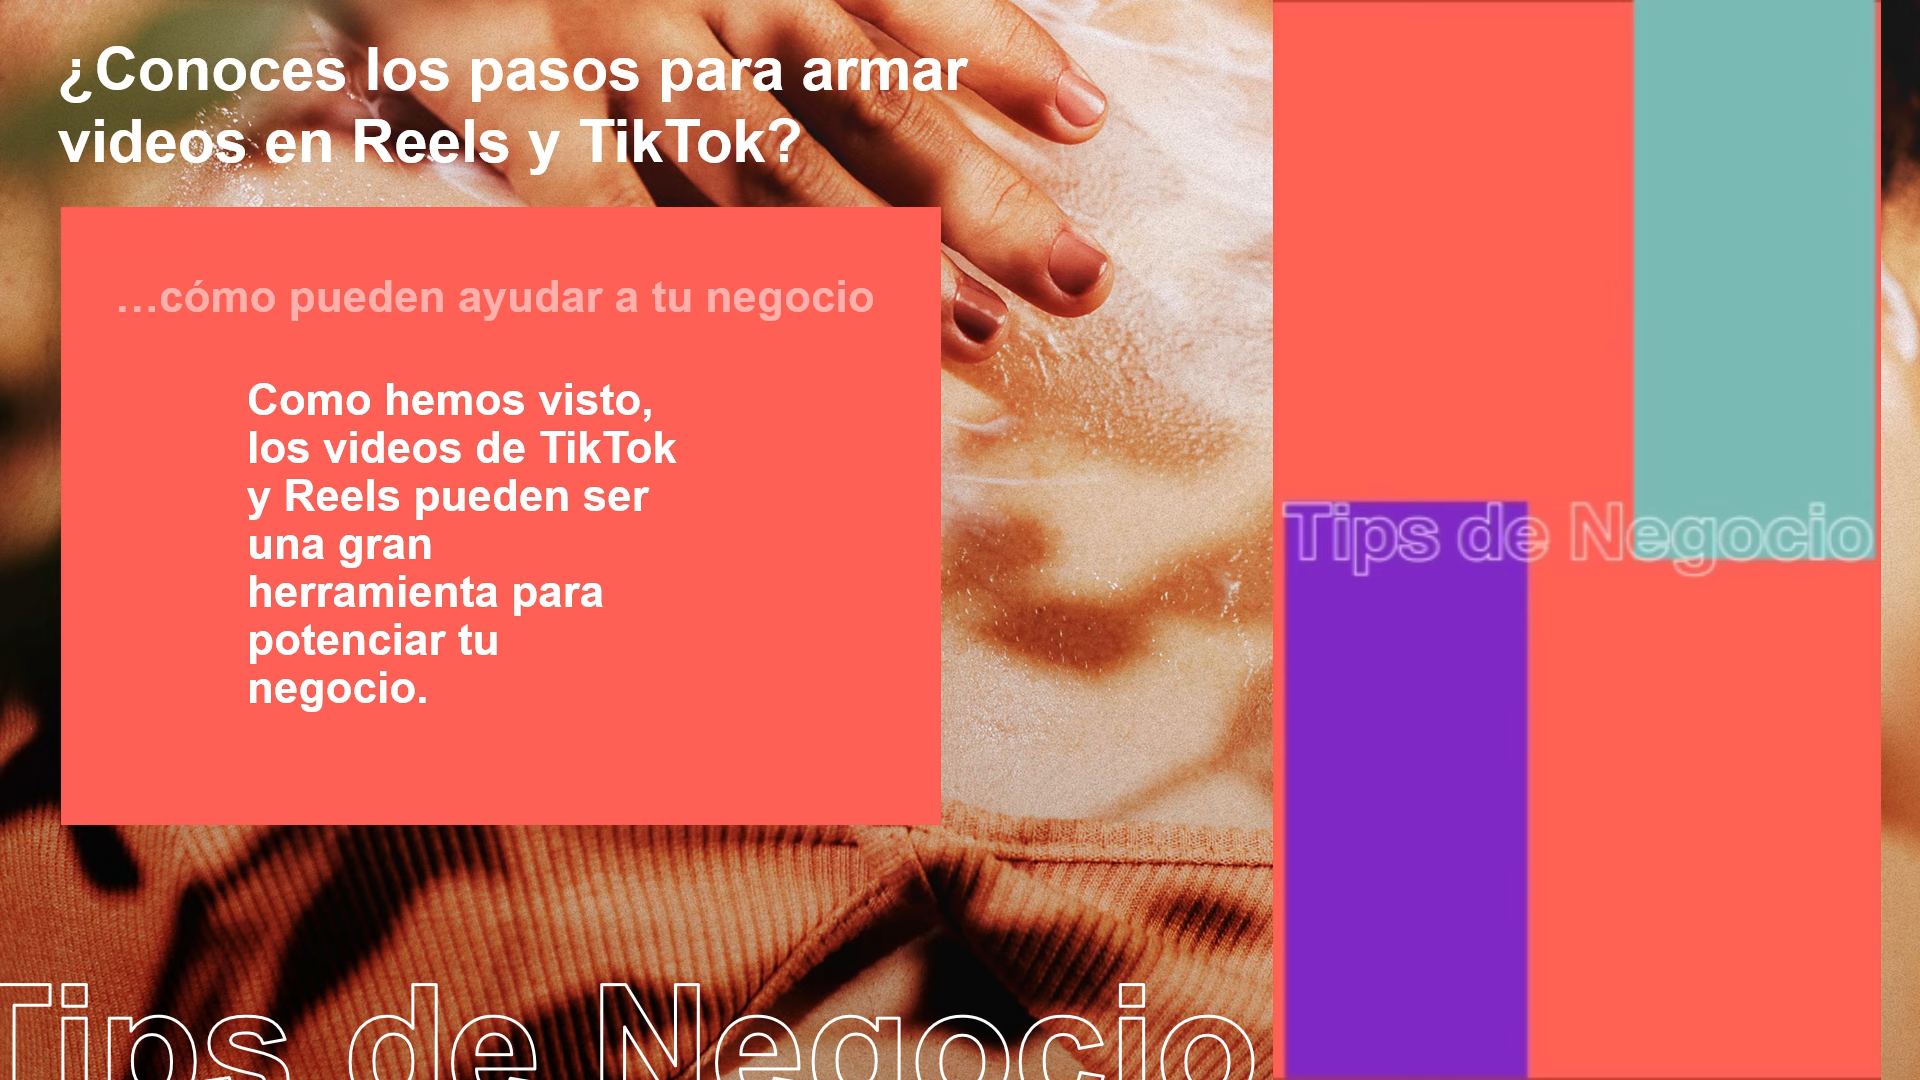 ¿Conoces los pasos para armar
videos en Reels y TikTok?
…cómo pueden ayudar a tu negocio
Como hemos visto,
los videos de TikTok
y Reels pueden ser
una gran
herramienta para
potenciar tu
negocio.
Tips de Negocio
Tips de Negocio